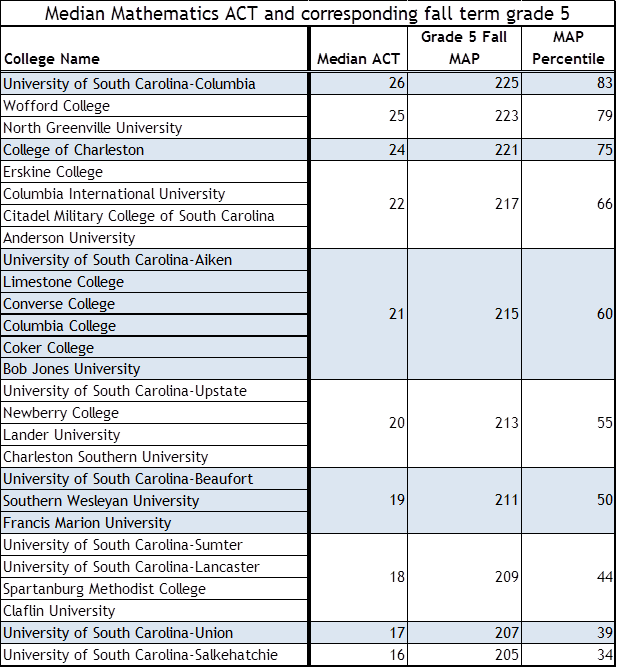 Median Mathematics ACT and corresponding fall term grade 5
College Name Median ACT Grade 5 Fall MAP MAP Percentile
University of South Carolina-Columbia 26 225 83
Wofford College 25 223 79
North Greenville University
College of Charleston 24 221 75
Erskine College 22 217 66
Columbia International University
Citadel Military College of South Carolina
Anderson University
University of South Carolina-Aiken 21 215 60
Limestone College
Converse College
Columbia College
Coker College
Bob Jones University
University of South Carolina-Upstate 20 213 55
Newberry College
Lander University
Charleston Southern University
University of South Carolina-Beaufort 19 211 50
Southern Wesleyan University
Francis Marion University
University of South Carolina-Sumter 18 209 44
University of South Carolina-Lancaster
Spartanburg Methodist College
Claflin University
University of South Carolina-Union 17 207 39
University of South Carolina-Salkehatchie 16 205 34